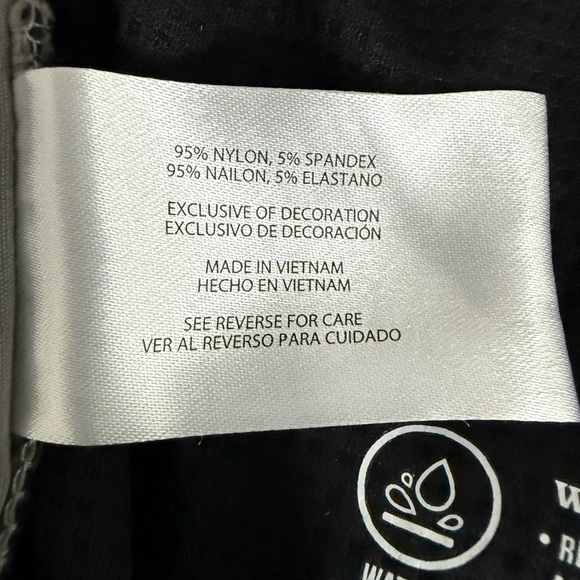 95% NYLON, 5% SPANDEX
95% NAILON, 5% ELASTANO
EXCLUSIVE OF DECORATION
EXCLUSIVO DE DECORACIÓN
MADE IN VIETNAM
HECHO EN VIETNAM
SEE REVERSE FOR CARE
VER AL REVERSO PARA CUIDADO